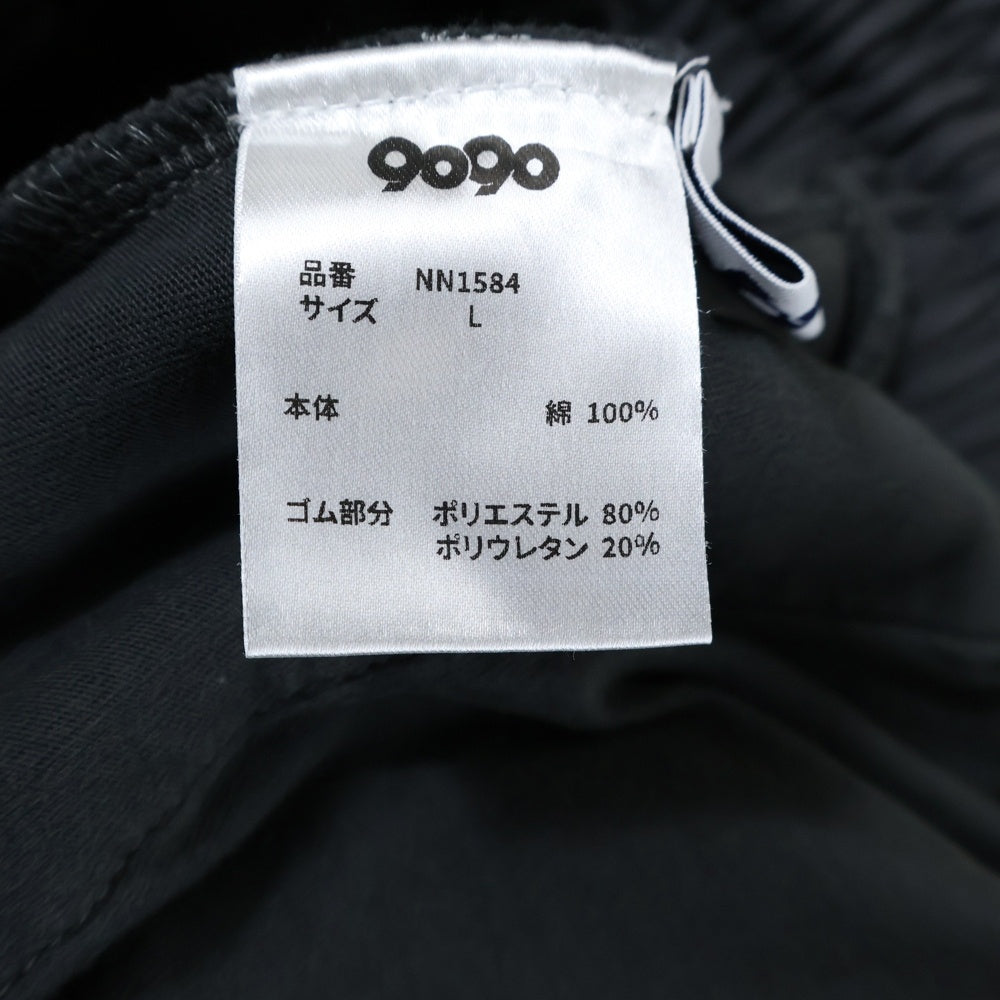 9090
品番 NN1584
サイズ L
本体 綿 100%
ゴム部分 ポリエステル 80%
ポリウレタン 20%